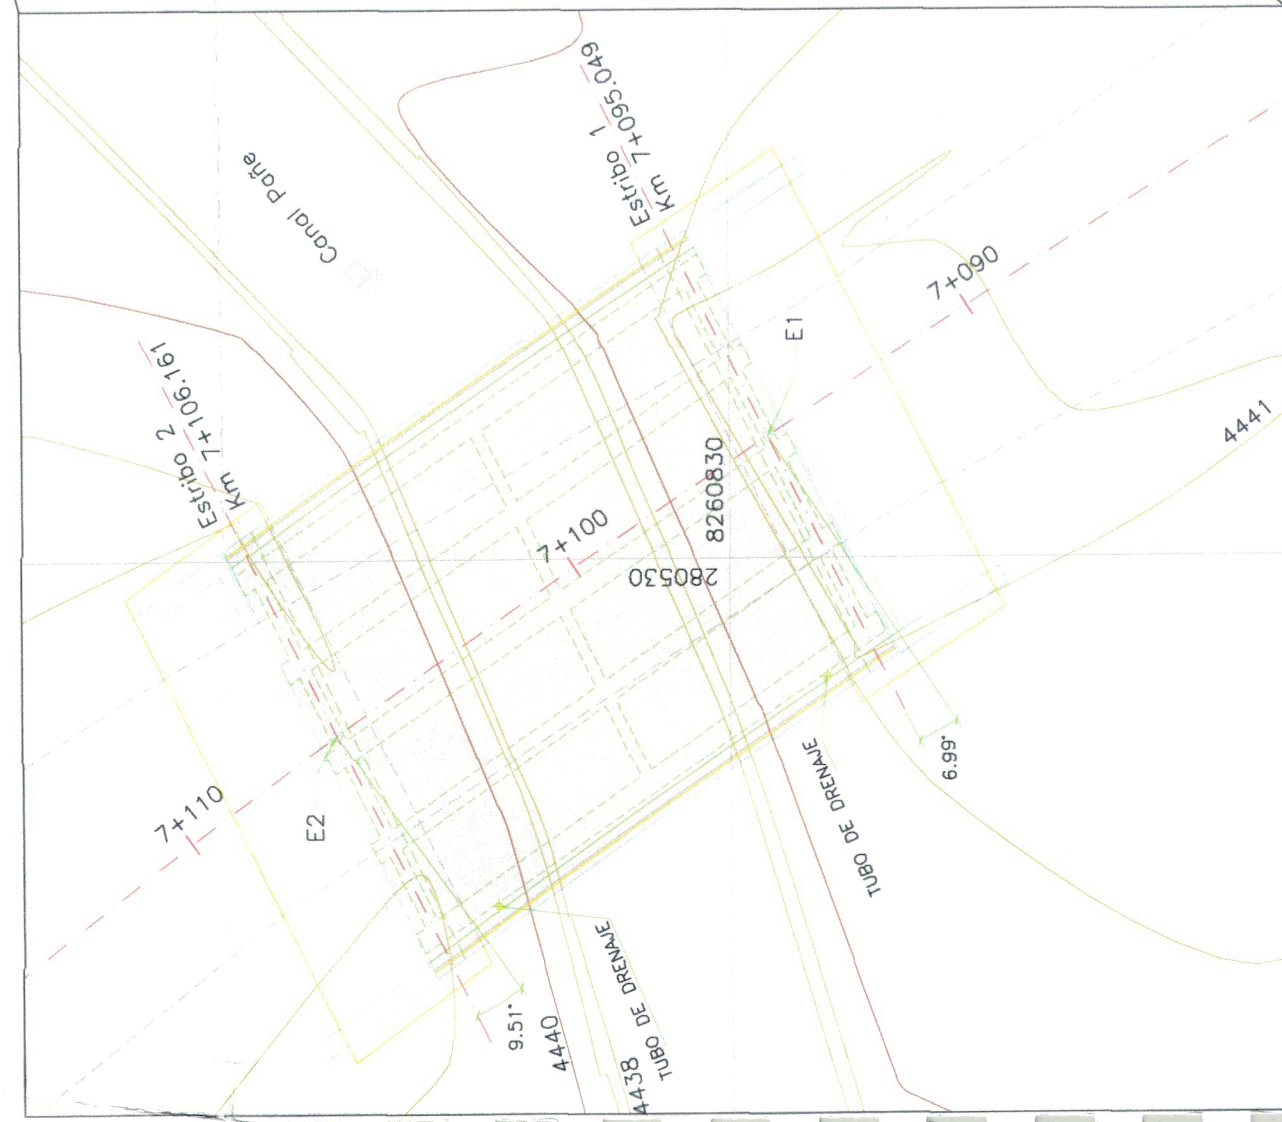 Estribo 1
Km 7+095.049
Canal Pañe
7+090
E1
Estribo 2
Km 7+106.161
4441
8260830
7+100
280530
6.99°
TUBO DE DRENAJE
7+110
E2
TUBO DE DRENAJE
9.51°
4440
4438